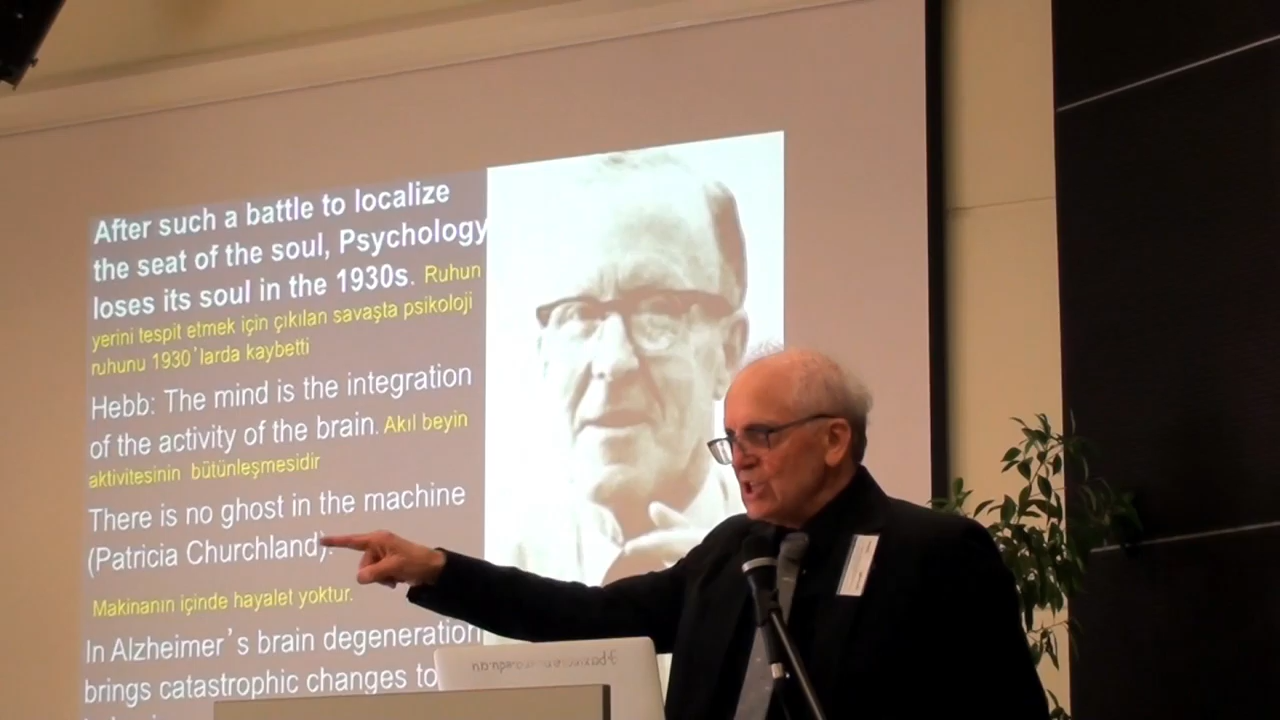 After such a battle to localize
the seat of the soul, Psychology
loses its soul in the 1930s. Ruhun
yerini tespit etmek için çıkılan savaşta psikoloji
ruhunu 1930'larda kaybetti
Hebb: The mind is the integration
of the activity of the brain. Akıl beyin
aktivitesinin bütünleşmesidir
There is no ghost in the machine
(Patricia Churchland).
Makinanın içinde hayalet yoktur.
In Alzheimer's brain degeneration
brings catastrophic changes to